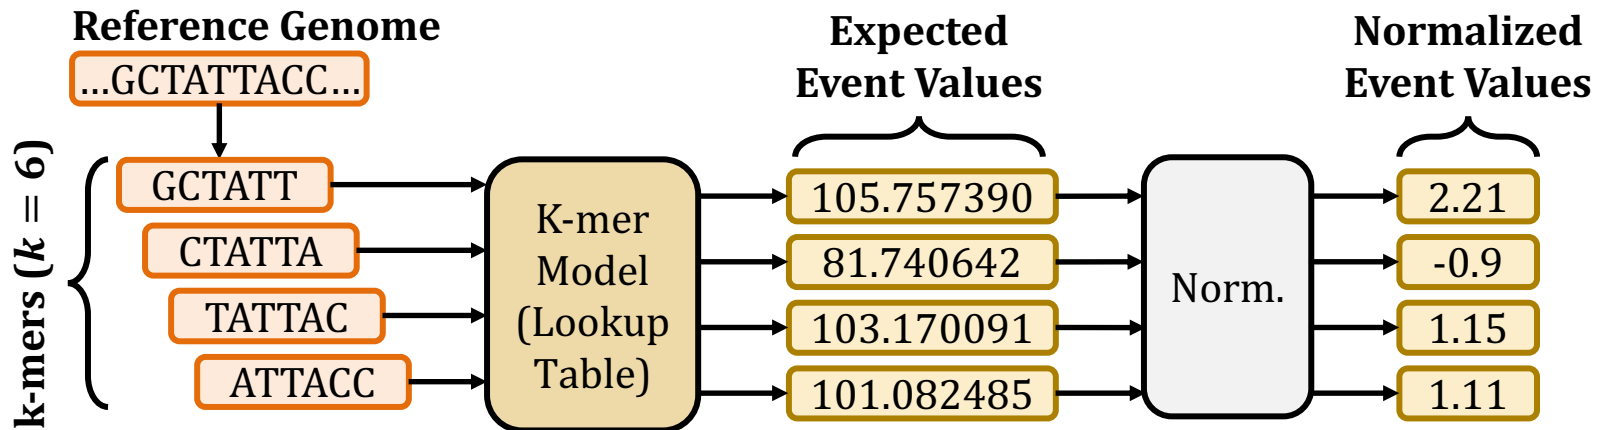 Reference Genome
...GCTATTACC...
k-mers (k = 6)
GCTATT
CTATTA
TATTAC
ATTACC
K-mer
Model
(Lookup
Table)
Expected
Event Values
105.757390
81.740642
103.170091
101.082485
Norm.
Normalized
Event Values
2.21
-0.9
1.15
1.11